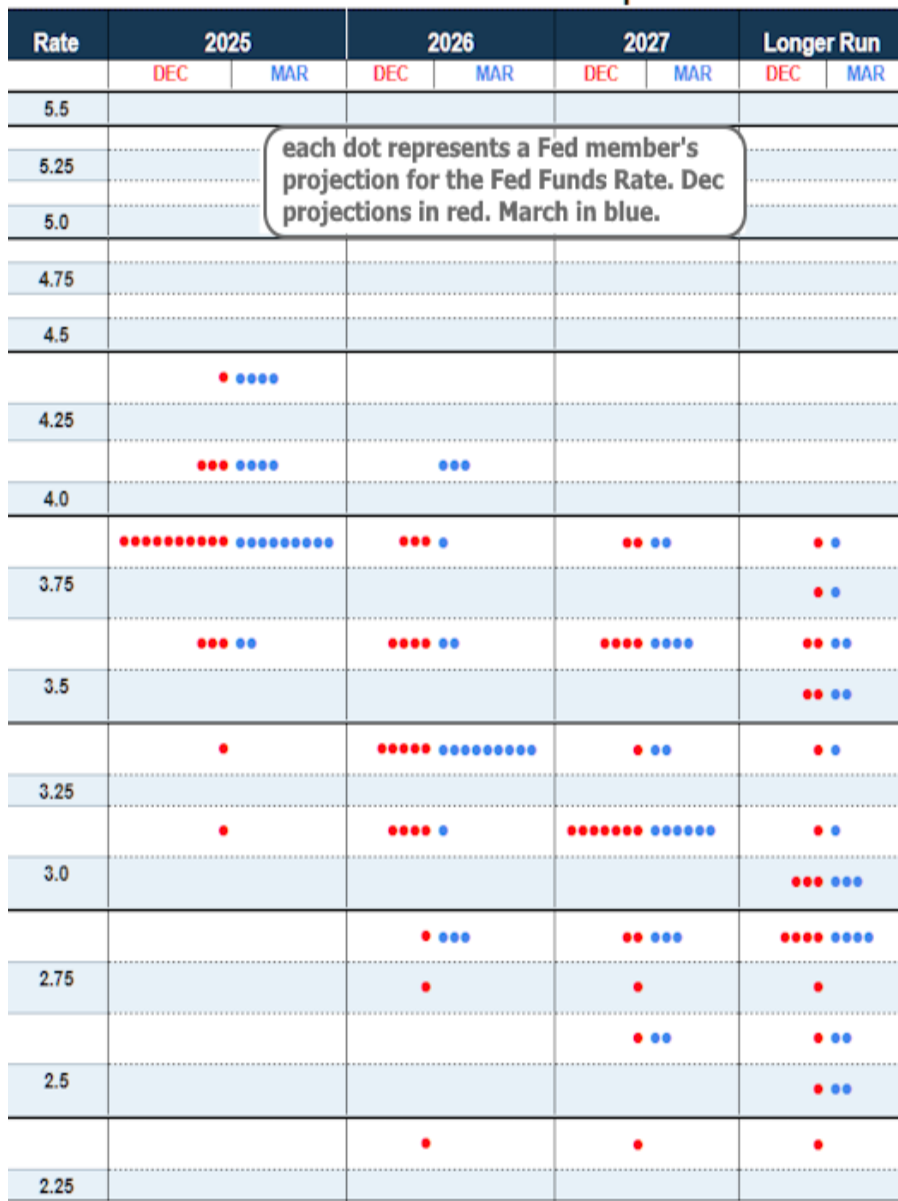 Rate 2025 2026 2027 Longer Run
DEC MAR DEC MAR DEC MAR DEC MAR
5.5
each dot represents a Fed member's
5.25
projection for the Fed Funds Rate. Dec
projections in red. March in blue.
5.0
4.75
4.5
4.25
4.0
3.75
3.5
3.25
3.0
2.75
2.5
2.25